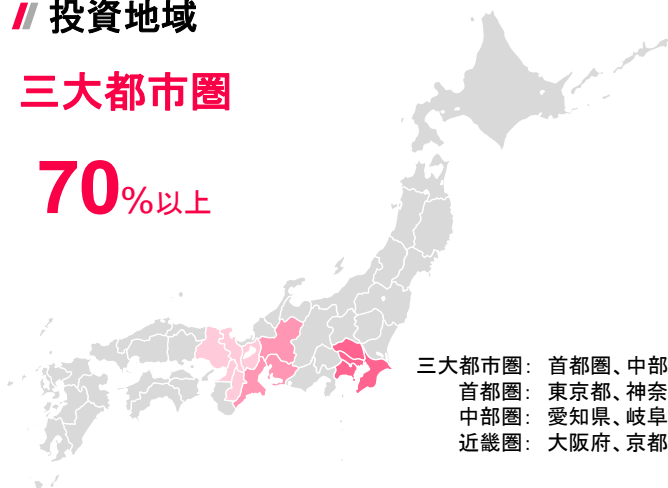 投資地域
三大都市圏
70%以上
三大都市圏： 首都圏、中部
首都圏： 東京都、神奈
中部圏： 愛知県、岐阜
近畿圏： 大阪府、京都